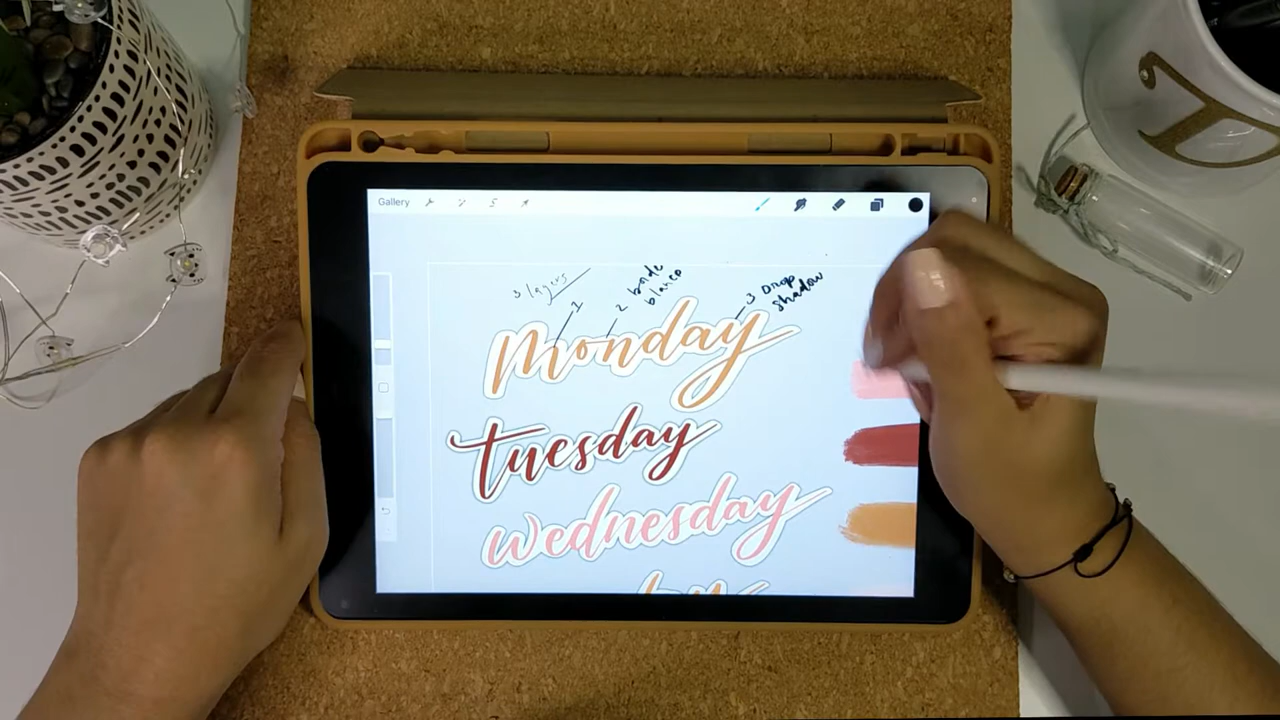 Gallery
3 layers
1
2 borde
blanco
3 Drop
shadow
Monday
tuesday
wednesday